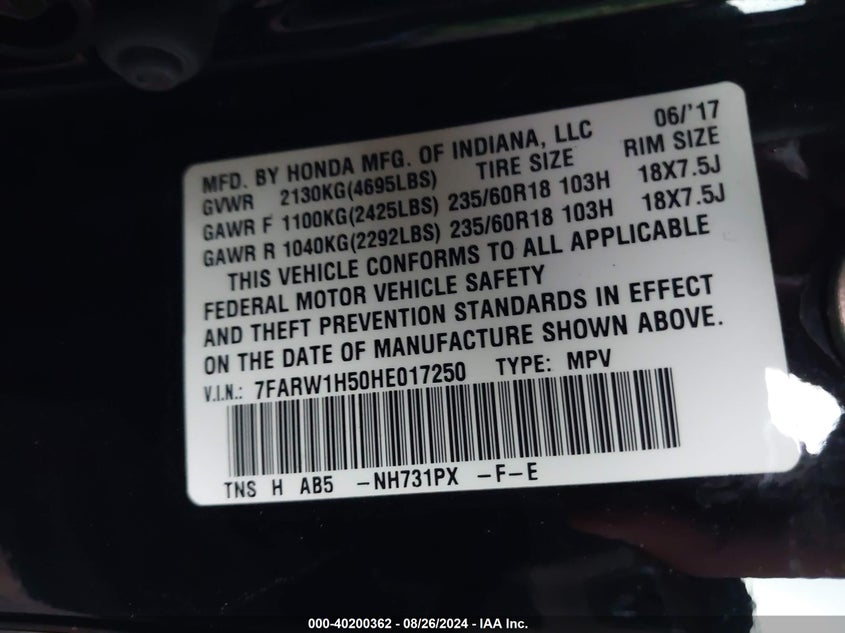 06/'17
MFD. BY HONDA MFG. OF INDIANA, LLC
GVWR 2130KG(4695LBS) TIRE SIZE RIM SIZE
GAWR F 1100KG(2425LBS) 235/60R18 103H 18X7.5J
GAWR R 1040KG(2292LBS) 235/60R18 103H 18X7.5J
THIS VEHICLE CONFORMS TO ALL APPLICABLE
FEDERAL MOTOR VEHICLE SAFETY
AND THEFT PREVENTION STANDARDS IN EFFECT
ON THE DATE OF MANUFACTURE SHOWN ABOVE.
V.I.N.: 7FARW1H50HE017250 TYPE: MPV
TNS H AB5 -NH731PX -F-E
000-40200362 - 08/26/2024 - IAA Inc.